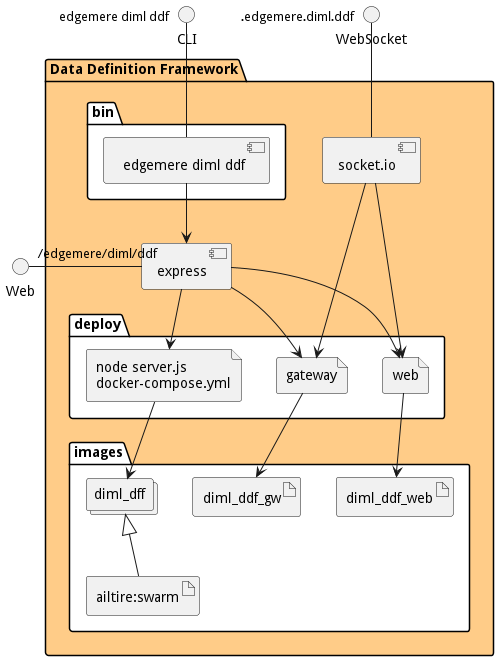 edgemere diml ddf
.edgemere.diml.ddf
CLI
WebSocket
Data Definition Framework
bin
edgemere diml ddf
socket.io
/edgemere/diml/ddf
express
Web
deploy
node server.js
docker-compose.yml
gateway
web
images
diml_dff
diml_ddf_gw
diml_ddf_web
ailtire:swarm